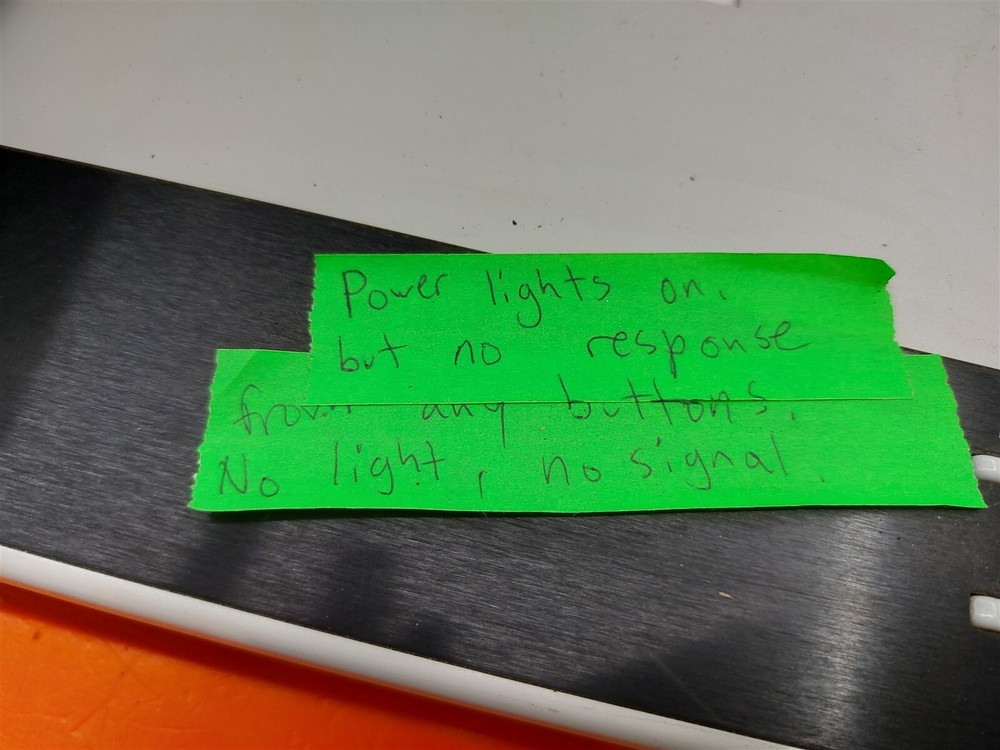 Power lights on.
but no response
from any buttons.
No light, no signal.